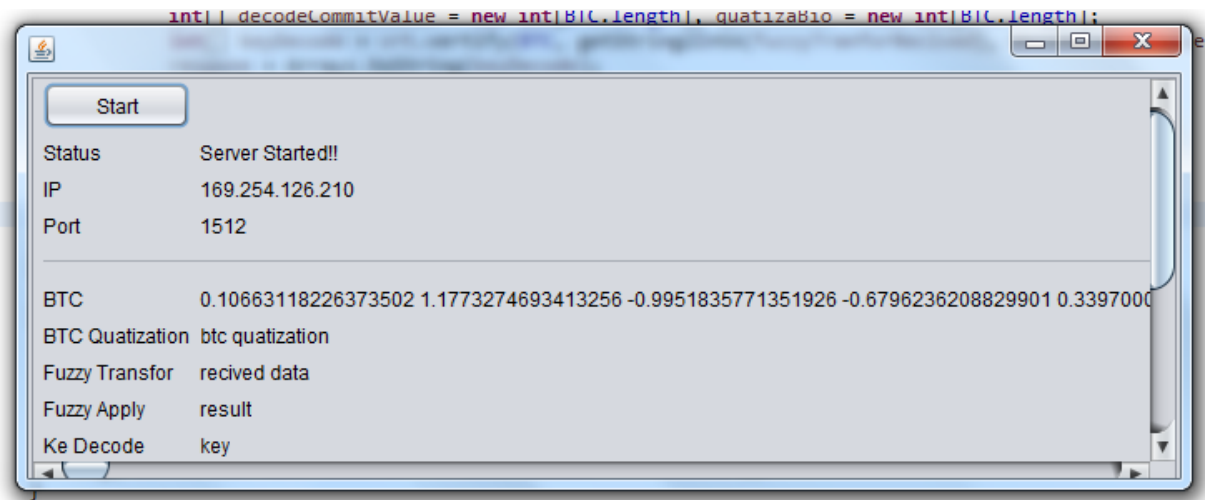 int[] decodeCommitValue = new int[BTC.length], quatizaBio = new int[BTC.length];
Start
Status Server Started!!
IP 169.254.126.210
Port 1512
BTC 0.10663118226373502 1.1773274693413256 -0.9951835771351926 -0.6796236208829901 0.3397000
BTC Quatization btc quatization
Fuzzy Transfor recived data
Fuzzy Apply result
Ke Decode key